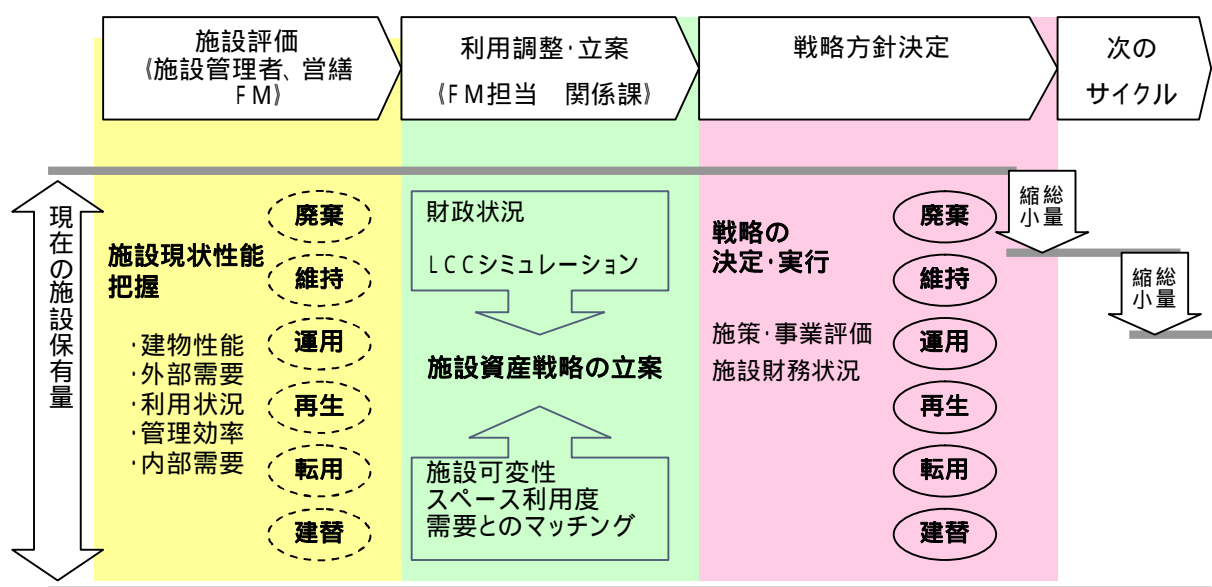 施設評価
(施設管理者、営繕
FM)
利用調整・立案
(FM担当 関係課)
戦略方針決定
次の
サイクル
現在の施設保有量
施設現状性能
把握
・建物性能
・外部需要
・利用状況
・管理効率
・内部需要
廃棄
維持
運用
再生
転用
建替
財政状況
LCCシミュレーション
施設資産戦略の立案
施設可変性
スペース利用度
需要とのマッチング
戦略の
決定・実行
施策・事業評価
施設財務状況
廃棄
維持
運用
再生
転用
建替
総量
縮小
総量
縮小